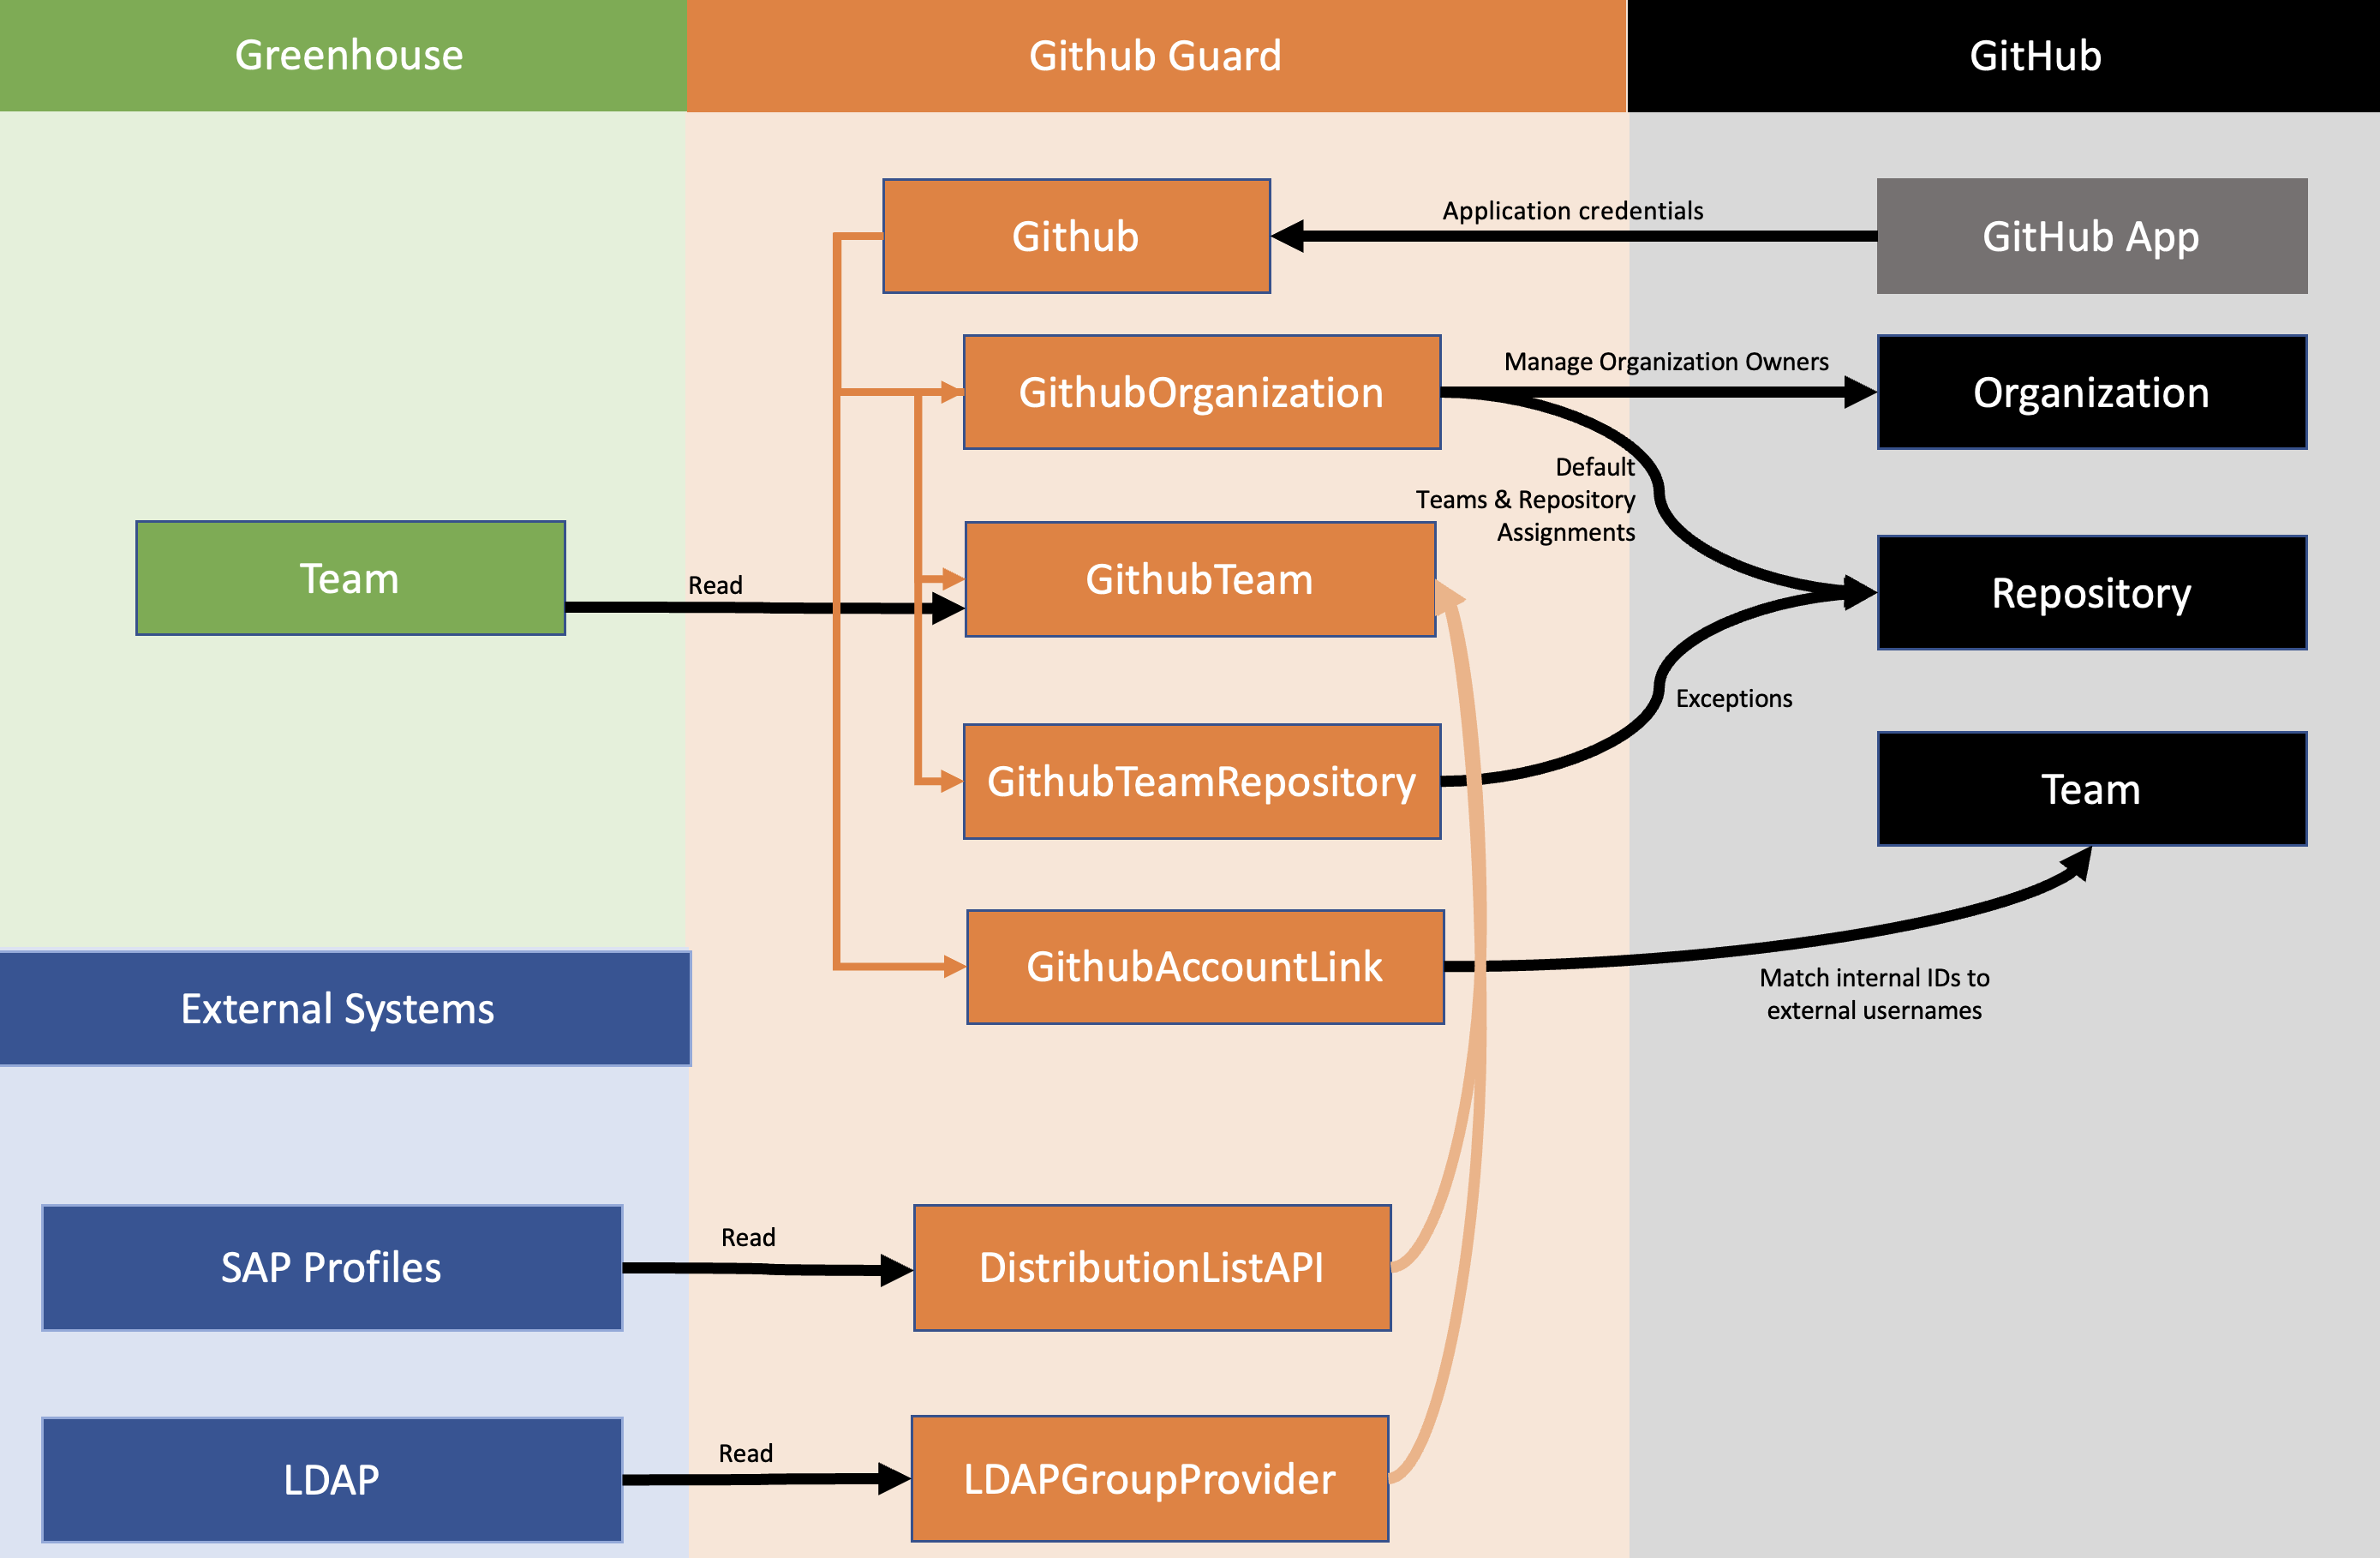 Greenhouse
Github Guard
GitHub
Github
Application credentials
GitHub App
GithubOrganization
Manage Organization Owners
Organization
Default
Teams & Repository
Assignments
Team
Read
GithubTeam
Repository
Exceptions
GithubTeamRepository
Team
GithubAccountLink
Match internal IDs to
external usernames
External Systems
SAP Profiles
Read
DistributionListAPI
LDAP
Read
LDAPGroupProvider